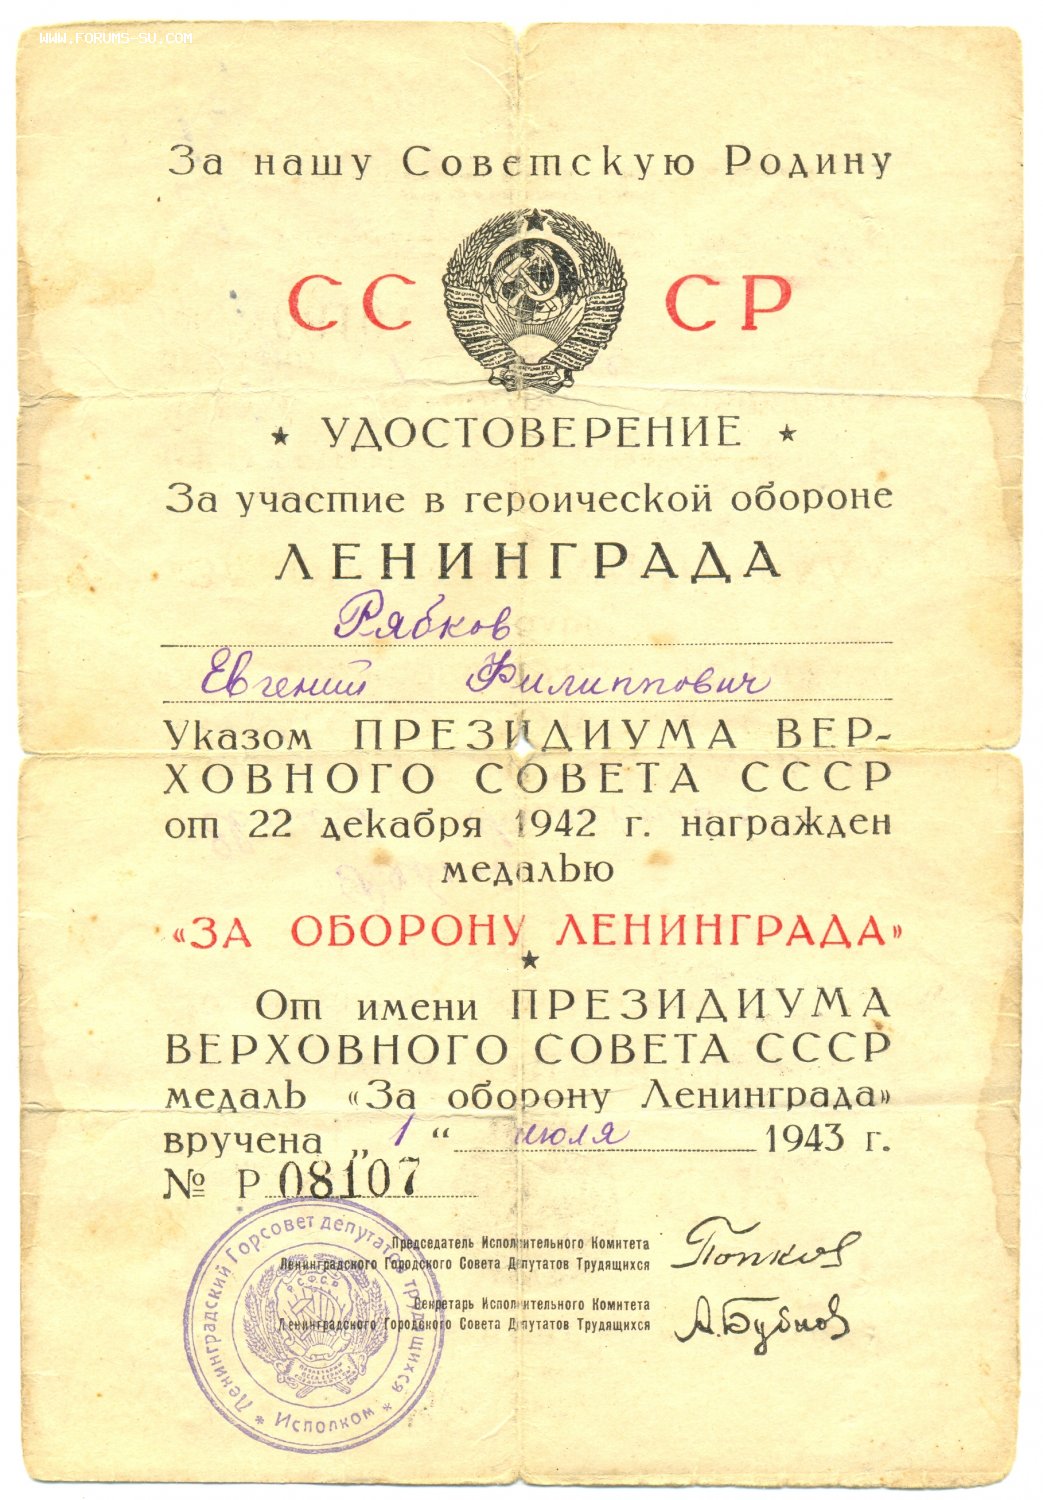 WWW.FORUMS-SU.COM
За нашу Советскую Родину
СС СР
УДОСТОВЕРЕНИЕ
За участие в героической обороне
ЛЕНИНГРАДА
Рябков
Евгений Филиппович
Указом ПРЕЗИДИУМА ВЕР-
ХОВНОГО СОВЕТА СССР
от 22 декабря 1942 г. награжден
медалью
«ЗА ОБОРОНУ ЛЕНИНГРАДА»
От имени ПРЕЗИДИУМА
ВЕРХОВНОГО СОВЕТА СССР
медаль «За оборону Ленинграда»
вручена „1“ июля 1943 г.
№ Р 08107
Председатель Исполнительного Комитета
Ленинградского Городского Совета Депутатов Трудящихся
Попков
Секретарь Исполнительного Комитета
Ленинградского Городского Совета Депутатов Трудящихся
А.Бубнов
Ленинградский Горсовет депутатов трудящихся
* Исполком *
РСФСР